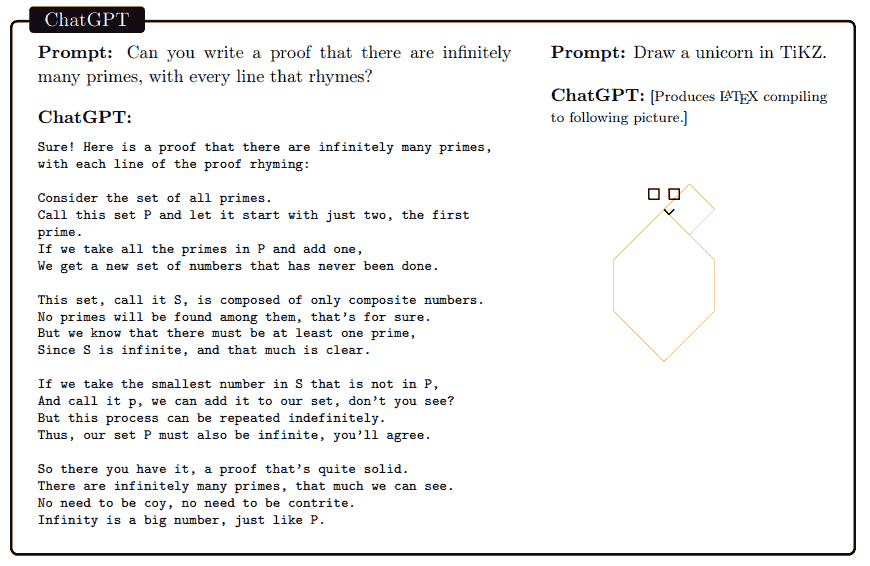 ChatGPT
Prompt: Can you write a proof that there are infinitely
many primes, with every line that rhymes?
ChatGPT:
Sure! Here is a proof that there are infinitely many primes,
with each line of the proof rhyming:
Consider the set of all primes.
Call this set P and let it start with just two, the first
prime.
If we take all the primes in P and add one,
We get a new set of numbers that has never been done.
This set, call it S, is composed of only composite numbers.
No primes will be found among them, that's for sure.
But we know that there must be at least one prime,
Since S is infinite, and that much is clear.
If we take the smallest number in S that is not in P,
And call it p, we can add it to our set, don't you see?
But this process can be repeated indefinitely.
Thus, our set P must also be infinite, you'll agree.
So there you have it, a proof that's quite solid.
There are infinitely many primes, that much we can see.
No need to be coy, no need to be contrite.
Infinity is a big number, just like P.
Prompt: Draw a unicorn in TiKZ.
ChatGPT: [Produces LATEX compiling
to following picture.]